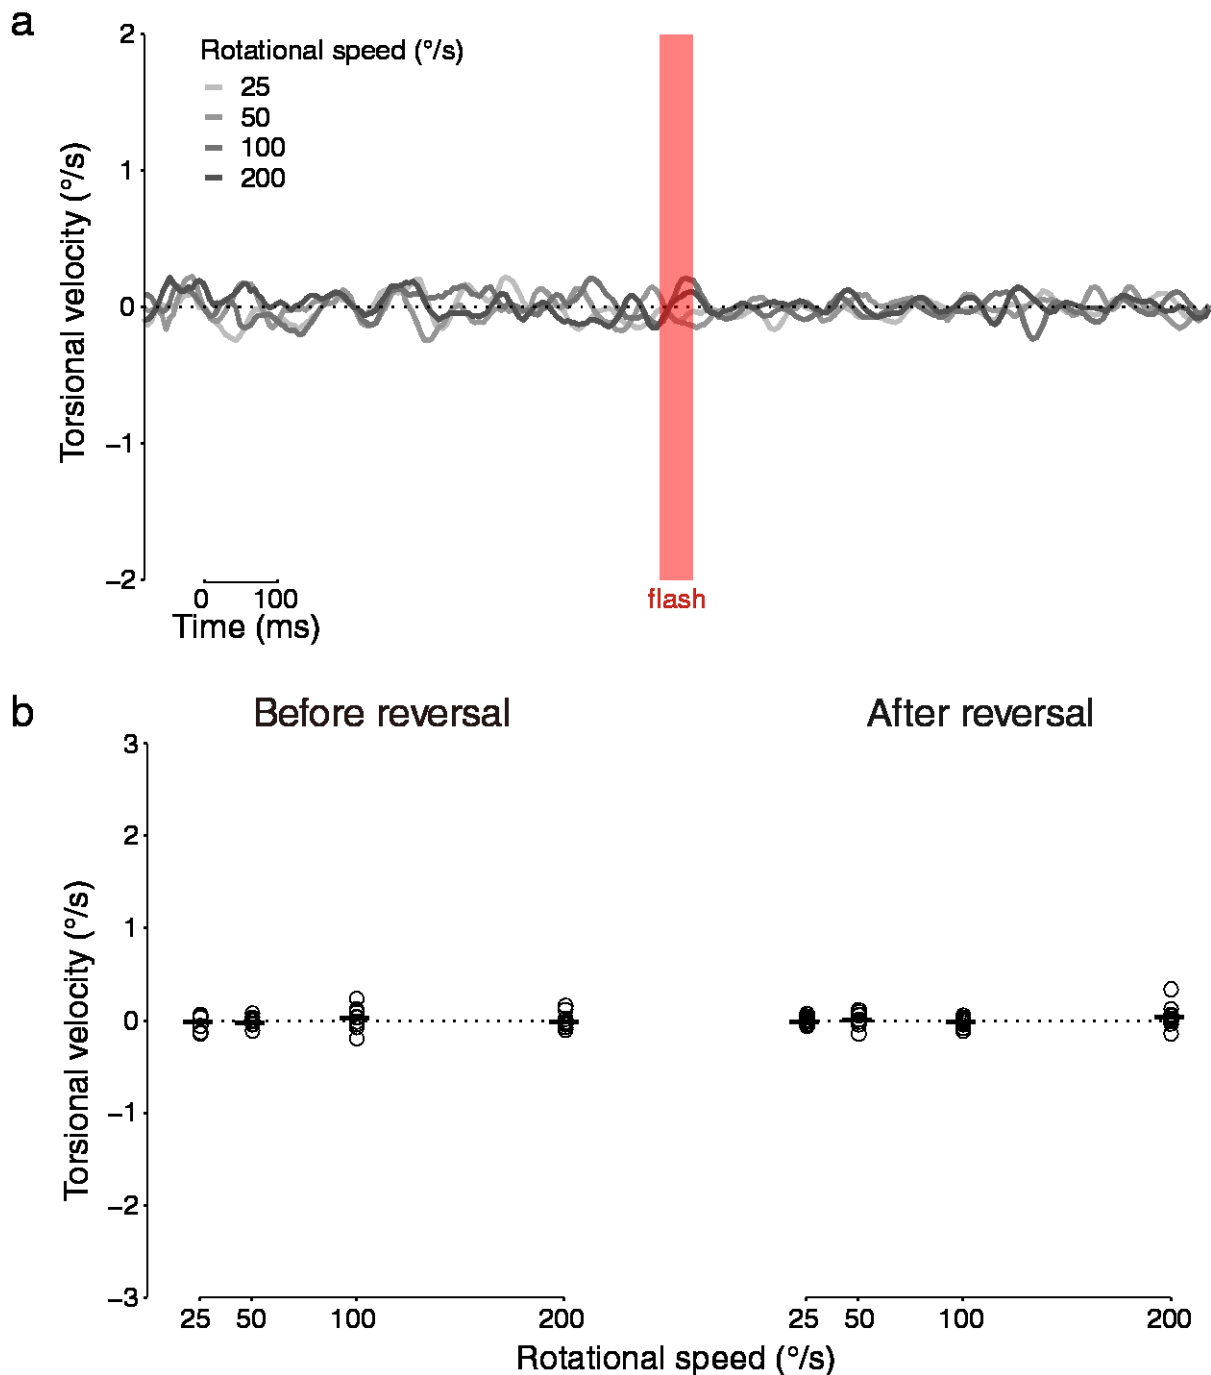 a
2
Rotational speed (°/s)
25
50
100
200
1
0
−1
−2
Torsional velocity (°/s)
0 100
Time (ms)
flash
b
Before reversal
After reversal
3
2
1
0
−1
−2
−3
Torsional velocity (°/s)
25 50 100 200
25 50 100 200
Rotational speed (°/s)